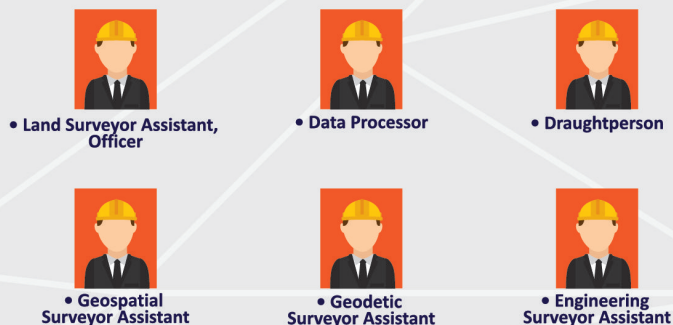 • Land Surveyor Assistant,
Officer
• Data Processor
• Draughtperson
• Geospatial
Surveyor Assistant
• Geodetic
Surveyor Assistant
• Engineering
Surveyor Assistant